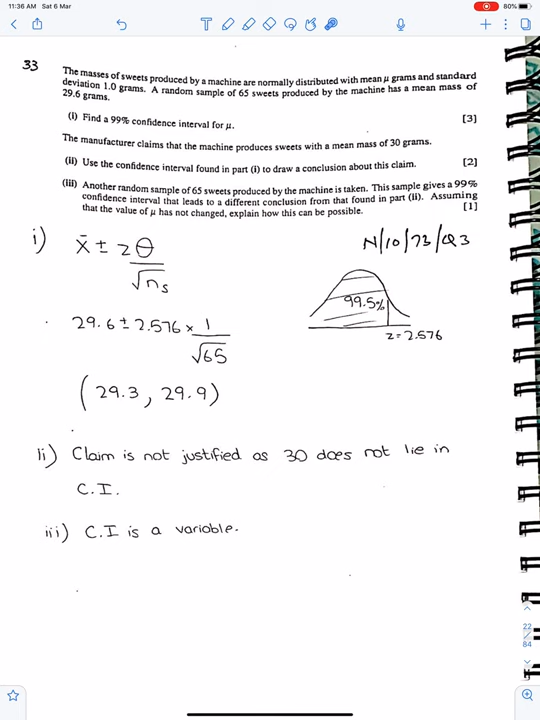 11:36 AM Sat 6 Mar
80%
33
The masses of sweets produced by a machine are normally distributed with mean μ grams and standard
deviation 1.0 grams. A random sample of 65 sweets produced by the machine has a mean mass of
29.6 grams.
(i) Find a 99% confidence interval for μ. [3]
The manufacturer claims that the machine produces sweets with a mean mass of 30 grams.
(ii) Use the confidence interval found in part (i) to draw a conclusion about this claim. [2]
(iii) Another random sample of 65 sweets produced by the machine is taken. This sample gives a 99%
confidence interval that leads to a different conclusion from that found in part (ii). Assuming
that the value of μ has not changed, explain how this can be possible. [1]
i) x̄ ± zθ/√ns
N/10/73/Q3
99.5%
z = 2.576
29.6 ± 2.576 × 1/√65
(29.3, 29.9)
ii) Claim is not justified as 30 does not lie in
C.I.
iii) C.I is a variable.
22
84